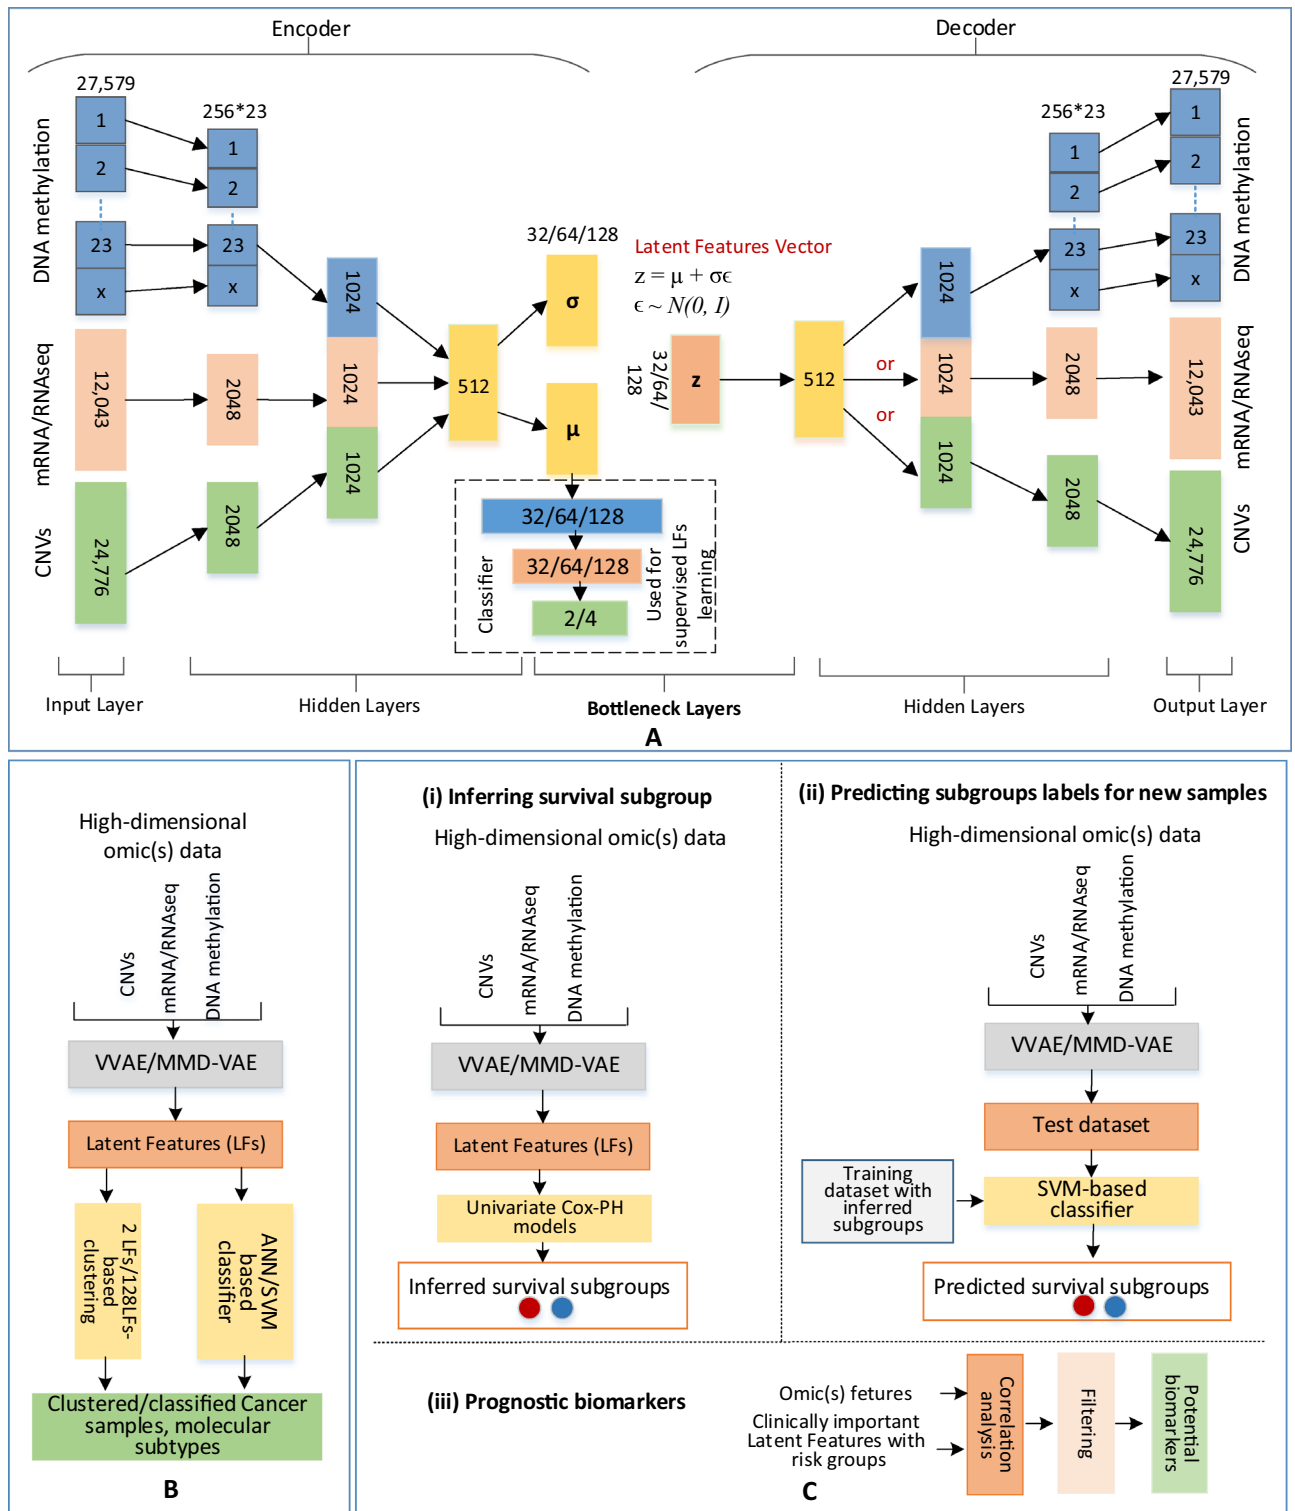 Encoder
Decoder
27,579
256*23
DNA methylation
1
2
23
x
1
2
23
x
mRNA/RNAseq
12,043
2048
CNVs
24,776
2048
1024
1024
1024
512
32/64/128
σ
μ
Latent Features Vector
z = μ + σϵ
ϵ ~ N(0, I)
32/64/
128
z
512
or
or
1024
1024
1024
256*23
1
2
23
x
2048
2048
27,579
1
2
23
x
12,043
24,776
DNA methylation
mRNA/RNAseq
CNVs
Classifier
32/64/128
32/64/128
2/4
Used for
supervised LFs
learning
Input Layer
Hidden Layers
Bottleneck Layers
Hidden Layers
Output Layer
A
High-dimensional
omic(s) data
CNVs
mRNA/RNAseq
DNA methylation
VVAE/MMD-VAE
Latent Features (LFs)
2 LFs/128LFs-
based
clustering
ANN/SVM
based
classifier
Clustered/classified Cancer
samples, molecular
subtypes
B
(i) Inferring survival subgroup
High-dimensional omic(s) data
CNVs
mRNA/RNAseq
DNA methylation
VVAE/MMD-VAE
Latent Features (LFs)
Univariate Cox-PH
models
Inferred survival subgroups
(ii) Predicting subgroups labels for new samples
High-dimensional omic(s) data
CNVs
mRNA/RNAseq
DNA methylation
VVAE/MMD-VAE
Test dataset
Training
dataset with
inferred
subgroups
SVM-based
classifier
Predicted survival subgroups
(iii) Prognostic biomarkers
Omic(s) fetures
Clinically important
Latent Features with
risk groups
Correlation
analysis
Filtering
Potential
biomarkers
C